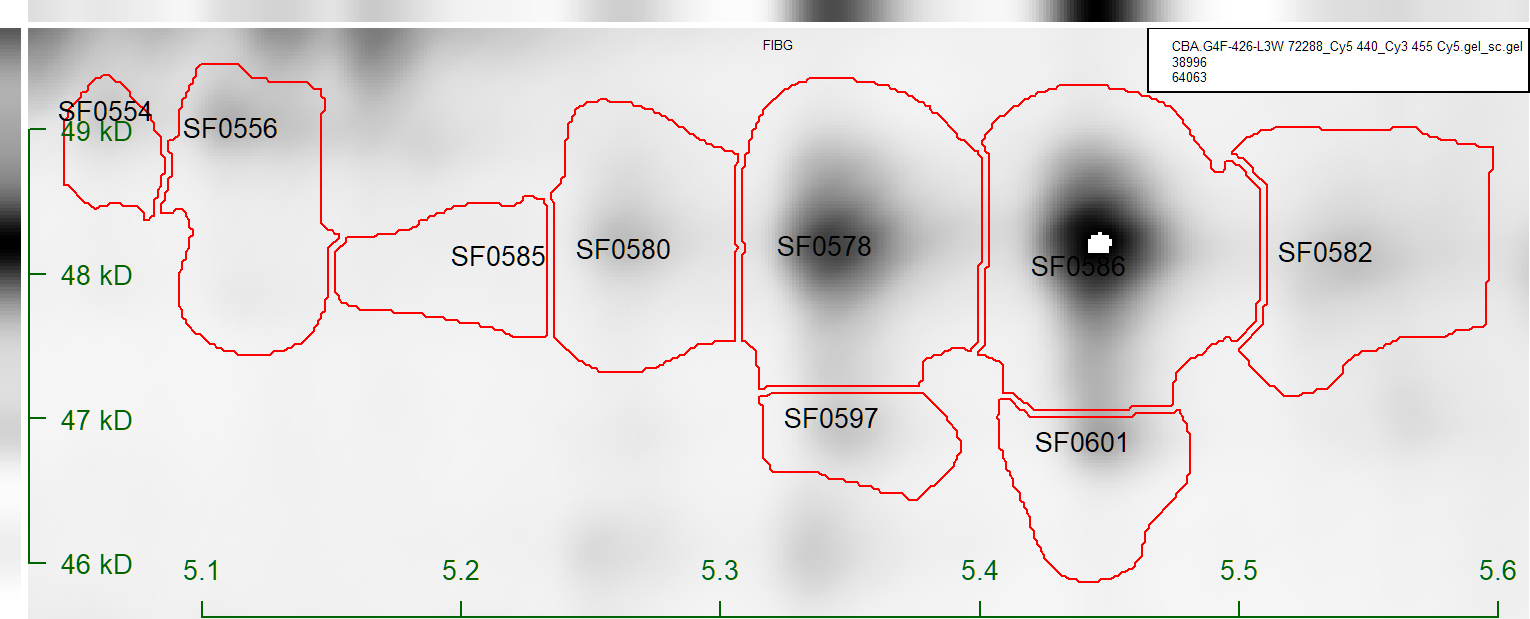 FIBG
CBA.G4F-426-L3W 72288_Cy5 440_Cy3 455 Cy5.gel_sc.gel
38996
64063
SF0554
49 kD
SF0556
SF0585
SF0580
SF0578
SF0586
SF0582
48 kD
47 kD
SF0597
SF0601
46 kD
5.1
5.2
5.3
5.4
5.5
5.6